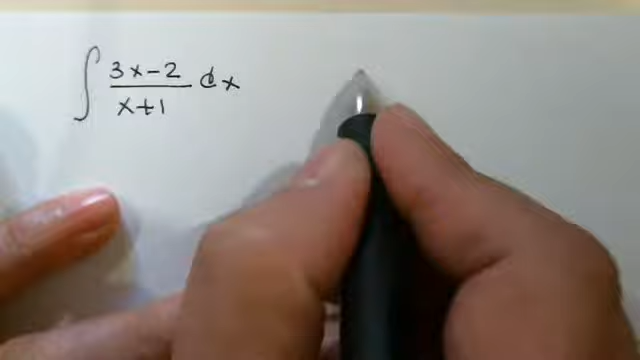 ∫ (3x-2)/(x+1) dx